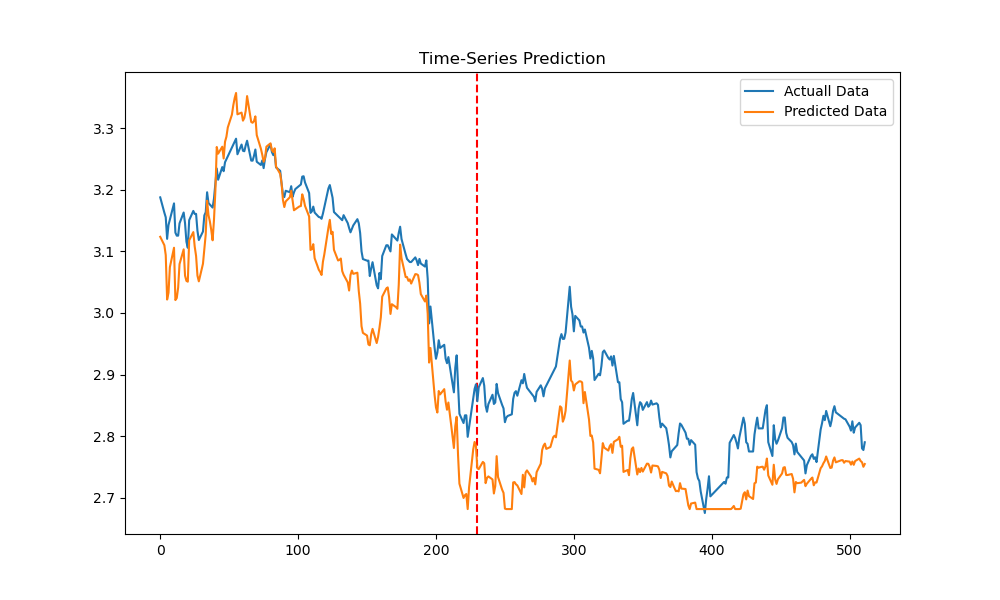 Time-Series Prediction
Actuall Data
Predicted Data
3.3
3.2
3.1
3.0
2.9
2.8
2.7
0 100 200 300 400 500